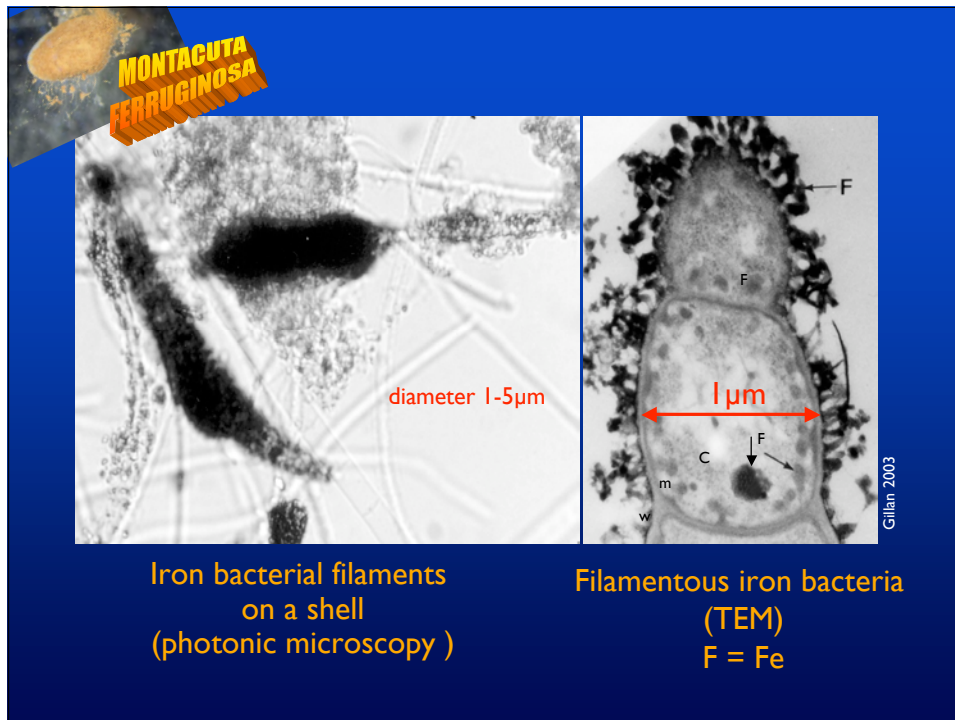 MONTACUTA
FERRUGINOSA
diameter 1-5µm
F
F
1µm
F
C
m
w
Gillan 2003
Iron bacterial filaments
on a shell
(photonic microscopy )
Filamentous iron bacteria
(TEM)
F = Fe